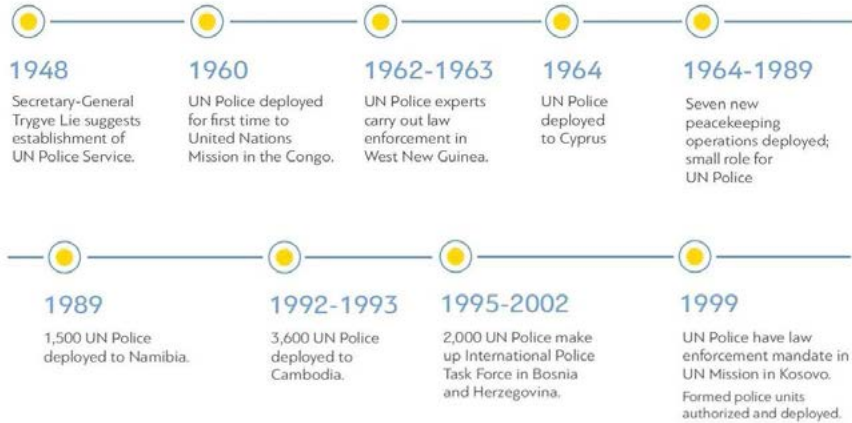 1948
Secretary-General
Trygve Lie suggests
establishment of
UN Police Service.
1960
UN Police deployed
for first time to
United Nations
Mission in the Congo.
1962-1963
UN Police experts
carry out law
enforcement in
West New Guinea.
1964
UN Police
deployed
to Cyprus
1964-1989
Seven new
peacekeeping
operations deployed;
small role for
UN Police
1989
1,500 UN Police
deployed to Namibia.
1992-1993
3,600 UN Police
deployed to
Cambodia.
1995-2002
2,000 UN Police make
up International Police
Task Force in Bosnia
and Herzegovina.
1999
UN Police have law
enforcement mandate in
UN Mission in Kosovo.
Formed police units
authorized and deployed.